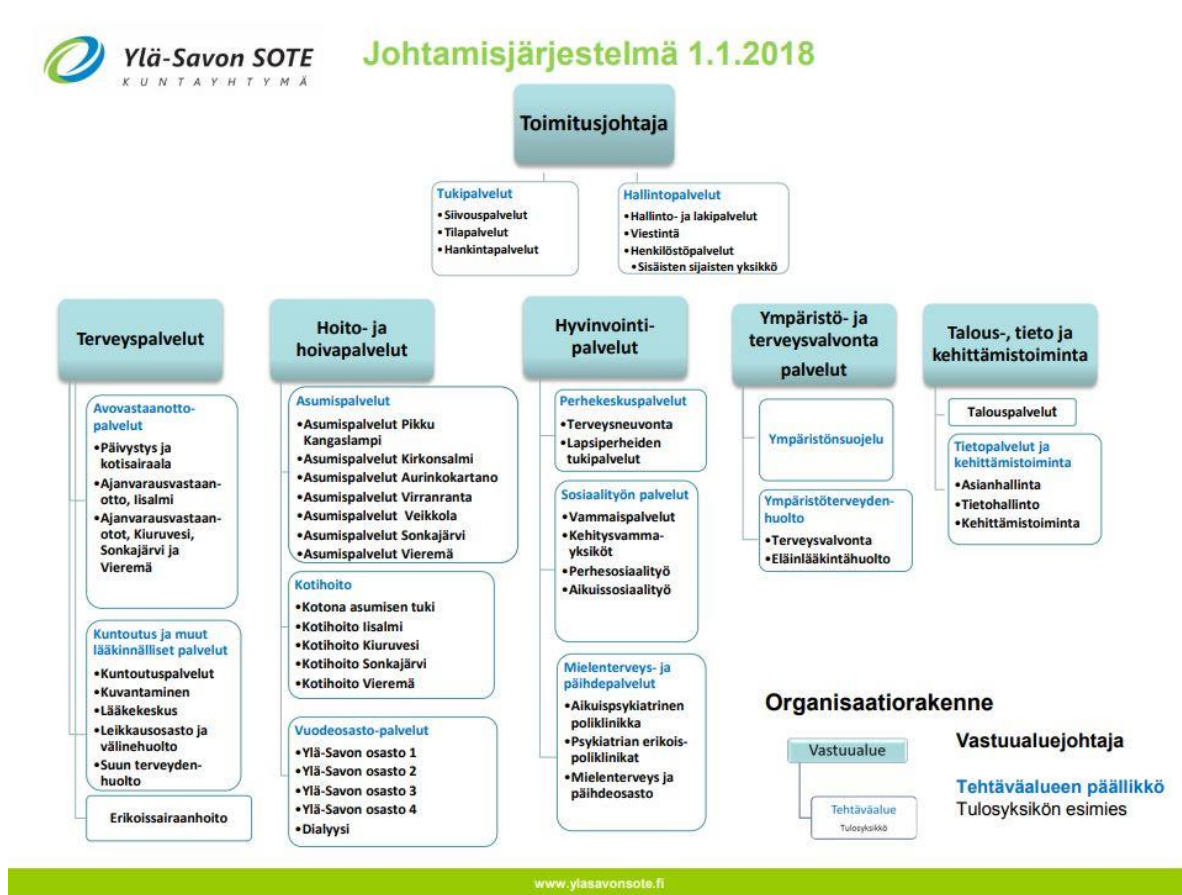 Ylä-Savon SOTE
KUNTAYHTYMÄ
Johtamisjärjestelmä 1.1.2018
Toimitusjohtaja
Tukipalvelut
•Siivouspalvelut
•Tilapalvelut
•Hankintapalvelut
Hallintopalvelut
•Hallinto- ja lakipalvelut
•Viestintä
•Henkilöstöpalvelut
•Sisäisten sijaisten yksikkö
Terveyspalvelut
Avovastaanotto-
palvelut
•Päivystys ja
kotisairaala
•Ajanvarausvastaan-
otto, Iisalmi
•Ajanvarausvastaan-
otot, Kiuruvesi,
Sonkajärvi ja
Vieremä
Kuntoutus ja muut
lääkinnälliset palvelut
•Kuntoutuspalvelut
•Kuvantaminen
•Lääkekeskus
•Leikkausosasto ja
välinehuolto
•Suun terveyden-
huolto
Erikoissairaanhoito
Hoito- ja
hoivapalvelut
Asumispalvelut
•Asumispalvelut Pikku
Kangaslampi
•Asumispalvelut Kirkonsalmi
•Asumispalvelut Aurinkokartano
•Asumispalvelut Virranranta
•Asumispalvelut Veikkola
•Asumispalvelut Sonkajärvi
•Asumispalvelut Vieremä
Kotihoito
•Kotona asumisen tuki
•Kotihoito Iisalmi
•Kotihoito Kiuruvesi
•Kotihoito Sonkajärvi
•Kotihoito Vieremä
Vuodeosasto-palvelut
•Ylä-Savon osasto 1
•Ylä-Savon osasto 2
•Ylä-Savon osasto 3
•Ylä-Savon osasto 4
•Dialyysi
Hyvinvointi-
palvelut
Perhekeskuspalvelut
•Terveysneuvonta
•Lapsiperheiden
tukipalvelut
Sosiaalityön palvelut
•Vammaispalvelut
•Kehitysvamma-
yksiköt
•Perhesosiaalityö
•Aikuissosiaalityö
Mielenterveys- ja
päihdepalvelut
•Aikuispsykiatrinen
poliklinikka
•Psykiatrian erikois-
poliklinikat
•Mielenterveys ja
päihdeosasto
Ympäristö- ja
terveysvalvonta
palvelut
Ympäristönsuojelu
Ympäristöterveyden-
huolto
•Terveysvalvonta
•Eläinlääkintähuolto
Talous-, tieto ja
kehittämistoiminta
Talouspalvelut
Tietopalvelut ja
kehittämistoiminta
•Asianhallinta
•Tietohallinto
•Kehittämistoiminta
Organisaatiorakenne
Vastuualue
Tehtäväalue
Tulosyksikkö
Vastuualuejohtaja
Tehtäväalueen päällikkö
Tulosyksikön esimies
www.ylasavonsote.fi